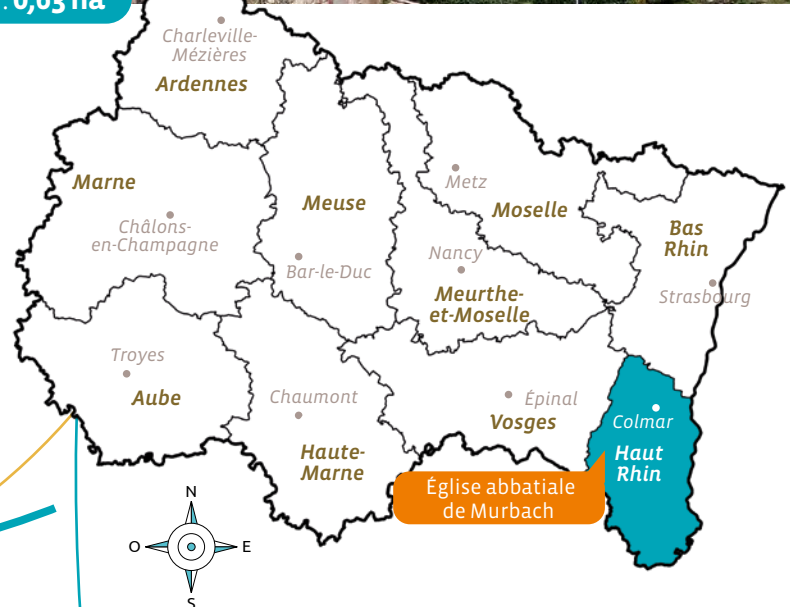 : 0,03 ha
Charleville-
Mézières
Ardennes
Marne
Châlons-
en-Champagne
Meuse
Bar-le-Duc
Metz
Moselle
Nancy
Meurthe-
et-Moselle
Bas
Rhin
Strasbourg
Troyes
Aube
Chaumont
Haute-
Marne
Épinal
Vosges
Colmar
Haut
Rhin
Église abbatiale
de Murbach
N
O
E
S